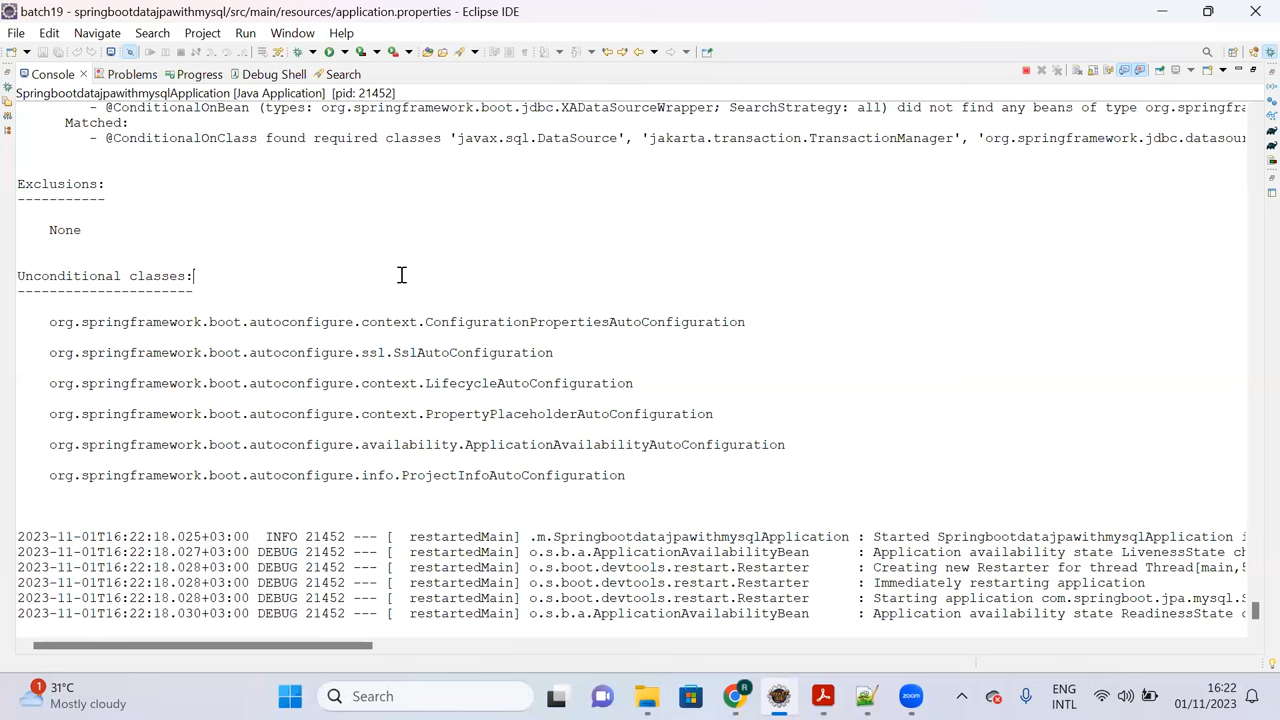 batch19 - springbootdatajpawithmysql/src/main/resources/application.properties - Eclipse IDE
File Edit Navigate Search Project Run Window Help
Console Problems Progress Debug Shell Search
SpringbootdatajpawithmysqlApplication [Java Application] [pid: 21452]
- @ConditionalOnBean (types: org.springframework.boot.jdbc.XADataSourceWrapper; SearchStrategy: all) did not find any beans of type org.springfra
Matched:
- @ConditionalOnClass found required classes 'javax.sql.DataSource', 'jakarta.transaction.TransactionManager', 'org.springframework.jdbc.datasou
Exclusions:
-----------
None
Unconditional classes:
----------------------
org.springframework.boot.autoconfigure.context.ConfigurationPropertiesAutoConfiguration
org.springframework.boot.autoconfigure.ssl.SslAutoConfiguration
org.springframework.boot.autoconfigure.context.LifecycleAutoConfiguration
org.springframework.boot.autoconfigure.context.PropertyPlaceholderAutoConfiguration
org.springframework.boot.autoconfigure.availability.ApplicationAvailabilityAutoConfiguration
org.springframework.boot.autoconfigure.info.ProjectInfoAutoConfiguration
2023-11-01T16:22:18.025+03:00  INFO 21452 --- [  restartedMain] .m.SpringbootdatajpawithmysqlApplication : Started SpringbootdatajpawithmysqlApplication i
2023-11-01T16:22:18.027+03:00 DEBUG 21452 --- [  restartedMain] o.s.b.a.ApplicationAvailabilityBean      : Application availability state LivenessState ch
2023-11-01T16:22:18.028+03:00 DEBUG 21452 --- [  restartedMain] o.s.boot.devtools.restart.Restarter      : Creating new Restarter for thread Thread[main,5
2023-11-01T16:22:18.028+03:00 DEBUG 21452 --- [  restartedMain] o.s.boot.devtools.restart.Restarter      : Immediately restarting application
2023-11-01T16:22:18.028+03:00 DEBUG 21452 --- [  restartedMain] o.s.boot.devtools.restart.Restarter      : Starting application com.springboot.jpa.mysql.S
2023-11-01T16:22:18.030+03:00 DEBUG 21452 --- [  restartedMain] o.s.b.a.ApplicationAvailabilityBean      : Application availability state ReadinessState c
1 31°C
Mostly cloudy
Search
R
zoom
ENG
INTL
16:22
01/11/2023